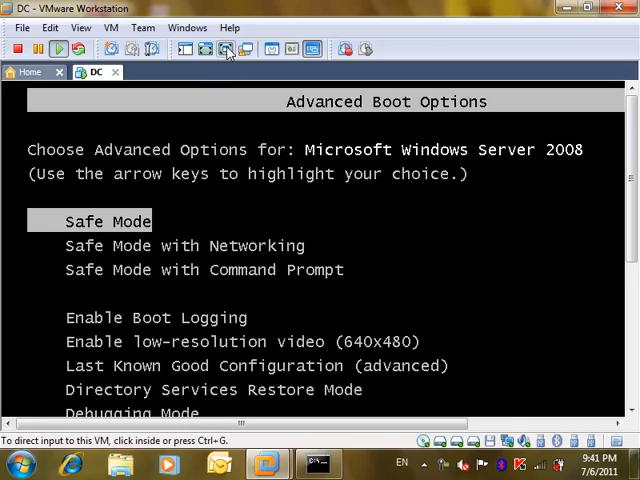 DC - VMware Workstation
File Edit View VM Team Windows Help
Home DC
Advanced Boot Options
Choose Advanced Options for: Microsoft Windows Server 2008
(Use the arrow keys to highlight your choice.)
Safe Mode
Safe Mode with Networking
Safe Mode with Command Prompt
Enable Boot Logging
Enable low-resolution video (640x480)
Last Known Good Configuration (advanced)
Directory Services Restore Mode
Debugging Mode
To direct input to this VM, click inside or press Ctrl+G.
EN
9:41 PM
7/6/2011